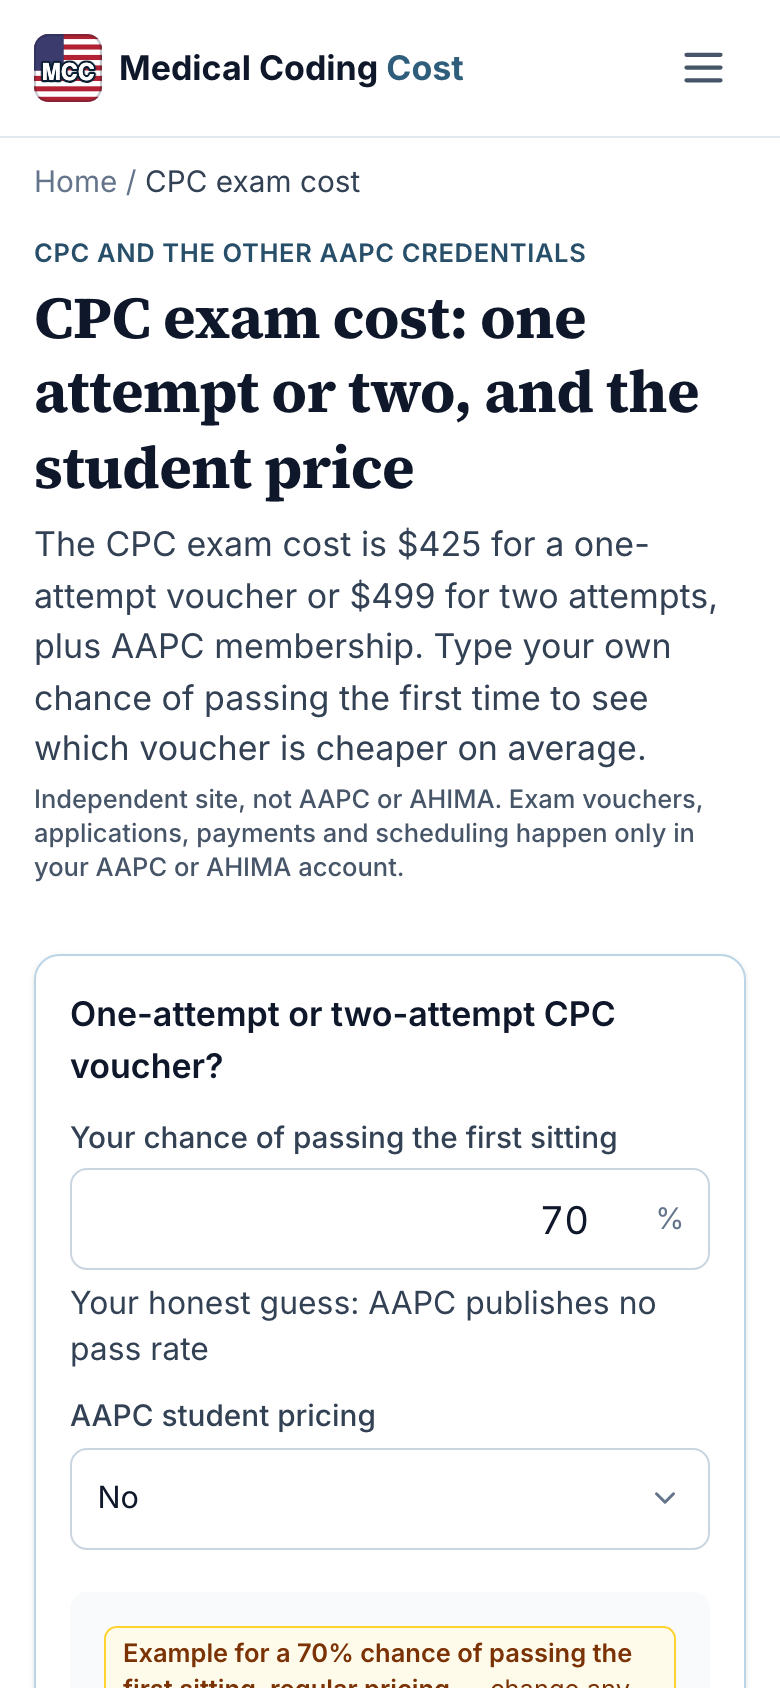 MCC
Medical Coding Cost
Home / CPC exam cost
CPC AND THE OTHER AAPC CREDENTIALS
CPC exam cost: one
attempt or two, and the
student price
The CPC exam cost is $425 for a one-
attempt voucher or $499 for two attempts,
plus AAPC membership. Type your own
chance of passing the first time to see
which voucher is cheaper on average.
Independent site, not AAPC or AHIMA. Exam vouchers,
applications, payments and scheduling happen only in
your AAPC or AHIMA account.
One-attempt or two-attempt CPC
voucher?
Your chance of passing the first sitting
70 %
Your honest guess: AAPC publishes no
pass rate
AAPC student pricing
No
Example for a 70% chance of passing the
first sitting, regular pricing — change any